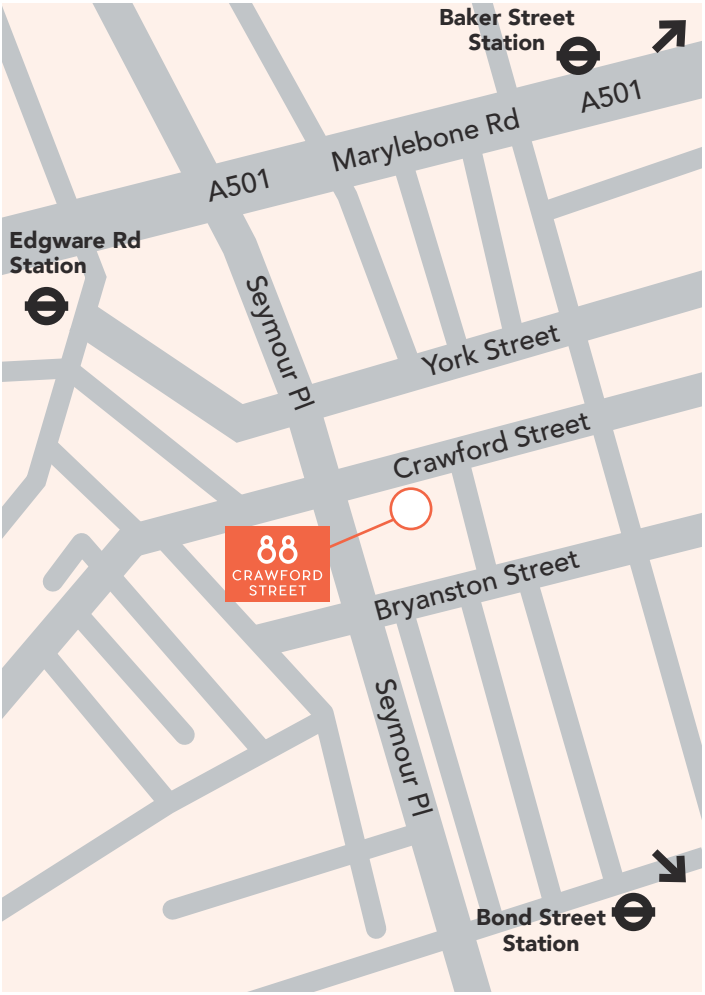 Baker Street
Station
A501
Marylebone Rd
A501
Edgware Rd
Station
Seymour Pl
York Street
Crawford Street
88
CRAWFORD
STREET
Bryanston Street
Seymour Pl
Bond Street
Station